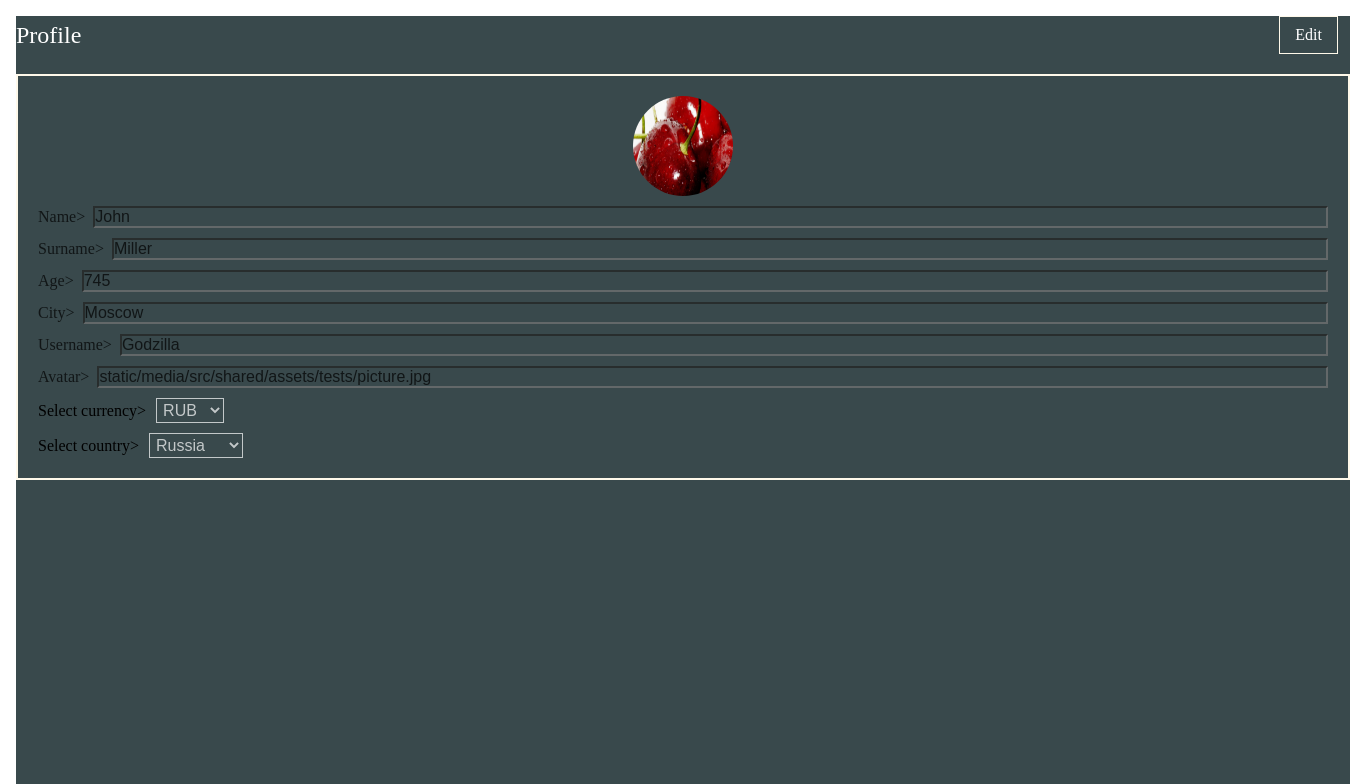 Profile
Edit
Name> John
Surname> Miller
Age> 745
City> Moscow
Username> Godzilla
Avatar> static/media/src/shared/assets/tests/picture.jpg
Select currency> RUB
Select country> Russia